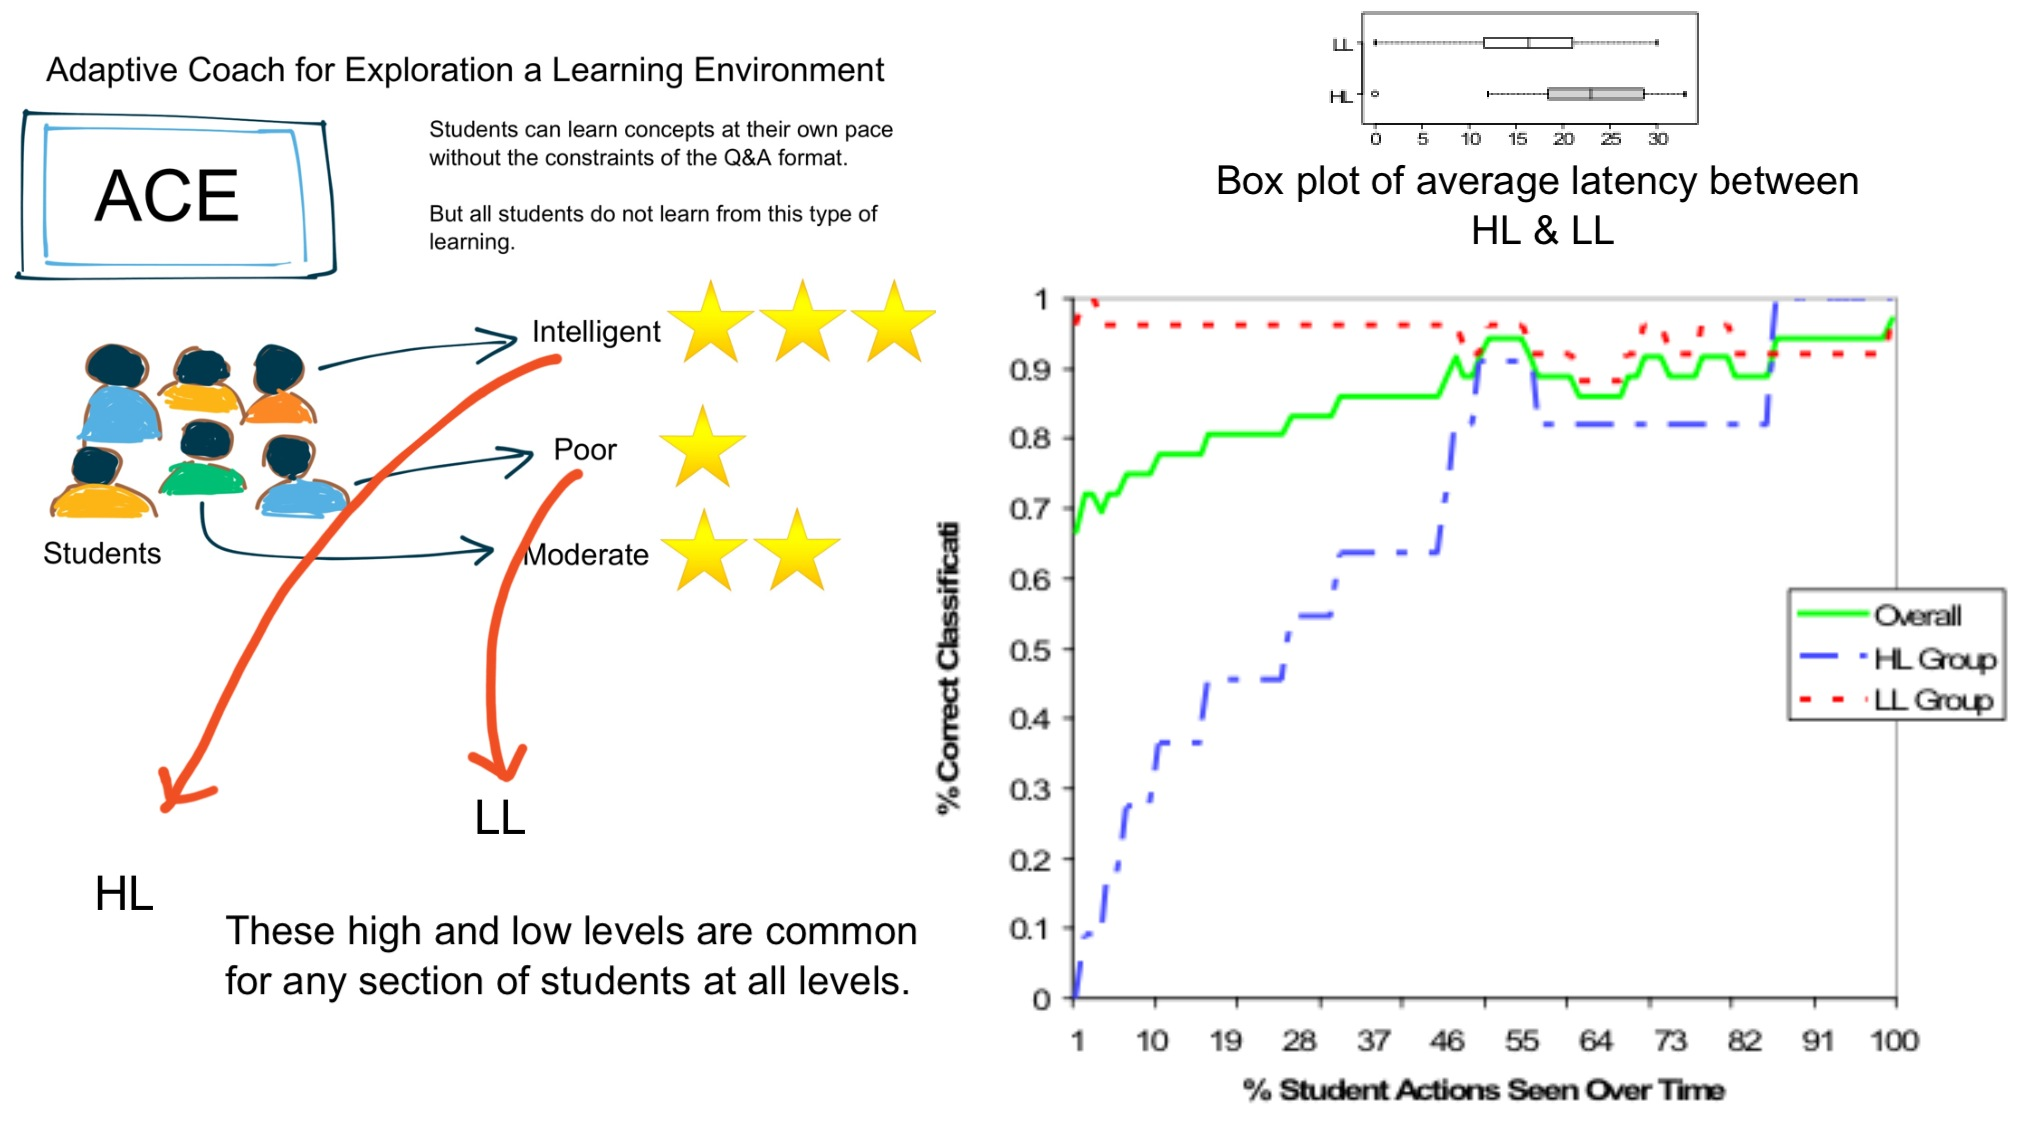 Adaptive Coach for Exploration a Learning Environment
ACE
Students can learn concepts at their own pace
without the constraints of the Q&A format.
But all students do not learn from this type of
learning.
Intelligent
Poor
Moderate
Students
HL
LL
These high and low levels are common
for any section of students at all levels.
LL
HL
0 5 10 15 20 25 30
Box plot of average latency between
HL & LL
% Correct Classificati
1
0.9
0.8
0.7
0.6
0.5
0.4
0.3
0.2
0.1
0
1 10 19 28 37 46 55 64 73 82 91 100
% Student Actions Seen Over Time
Overall
HL Group
LL Group